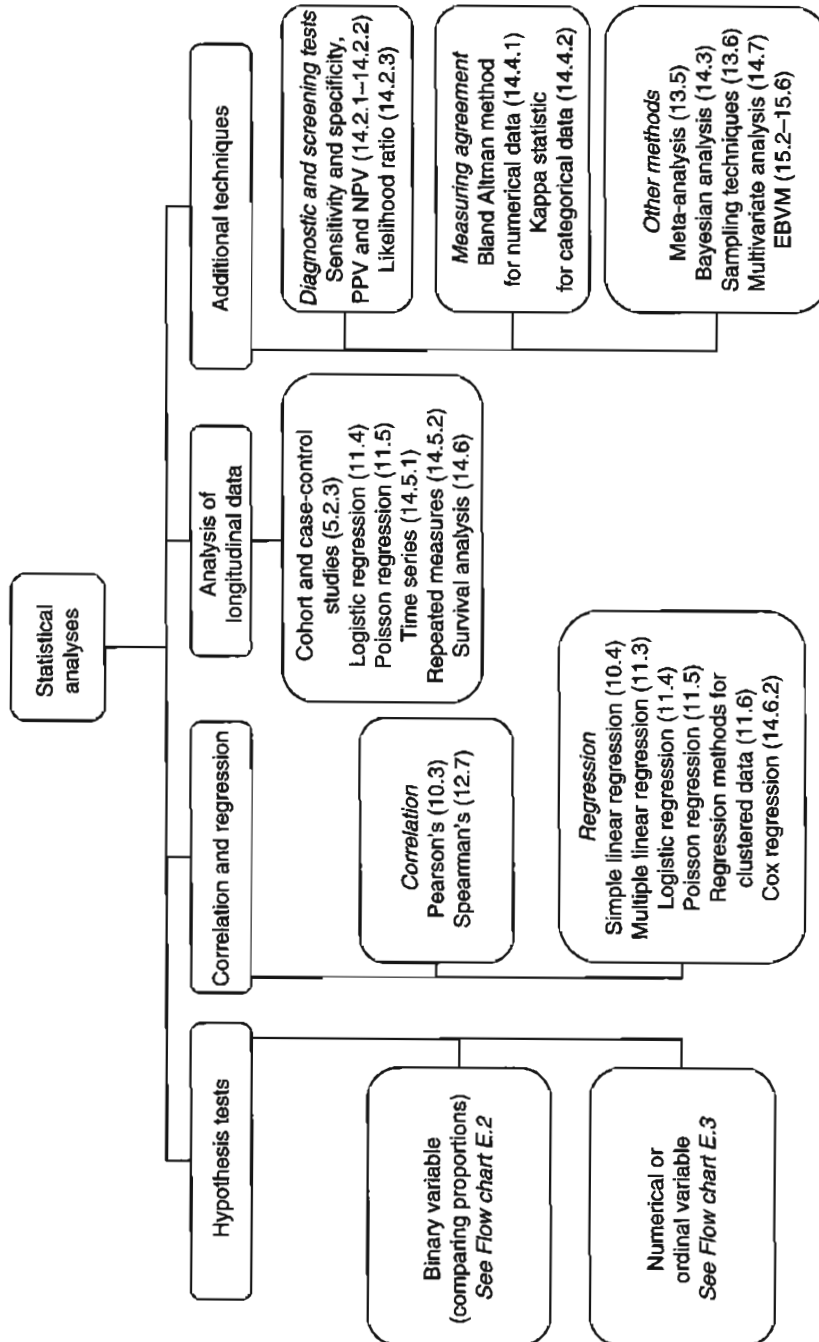 Statistical
analyses
Hypothesis tests
Correlation and regression
Analysis of
longitudinal data
Additional techniques
Binary variable
(comparing proportions)
See Flow chart E.2
Numerical or
ordinal variable
See Flow chart E.3
Correlation
Pearson's (10.3)
Spearman's (12.7)
Regression
Simple linear regression (10.4)
Multiple linear regression (11.3)
Logistic regression (11.4)
Poisson regression (11.5)
Regression methods for
clustered data (11.6)
Cox regression (14.6.2)
Cohort and case-control
studies (5.2.3)
Logistic regression (11.4)
Poisson regression (11.5)
Time series (14.5.1)
Repeated measures (14.5.2)
Survival analysis (14.6)
Diagnostic and screening tests
Sensitivity and specificity,
PPV and NPV (14.2.1–14.2.2)
Likelihood ratio (14.2.3)
Measuring agreement
Bland Altman method
for numerical data (14.4.1)
Kappa statistic
for categorical data (14.4.2)
Other methods
Meta-analysis (13.5)
Bayesian analysis (14.3)
Sampling techniques (13.6)
Multivariate analysis (14.7)
EBVM (15.2–15.6)